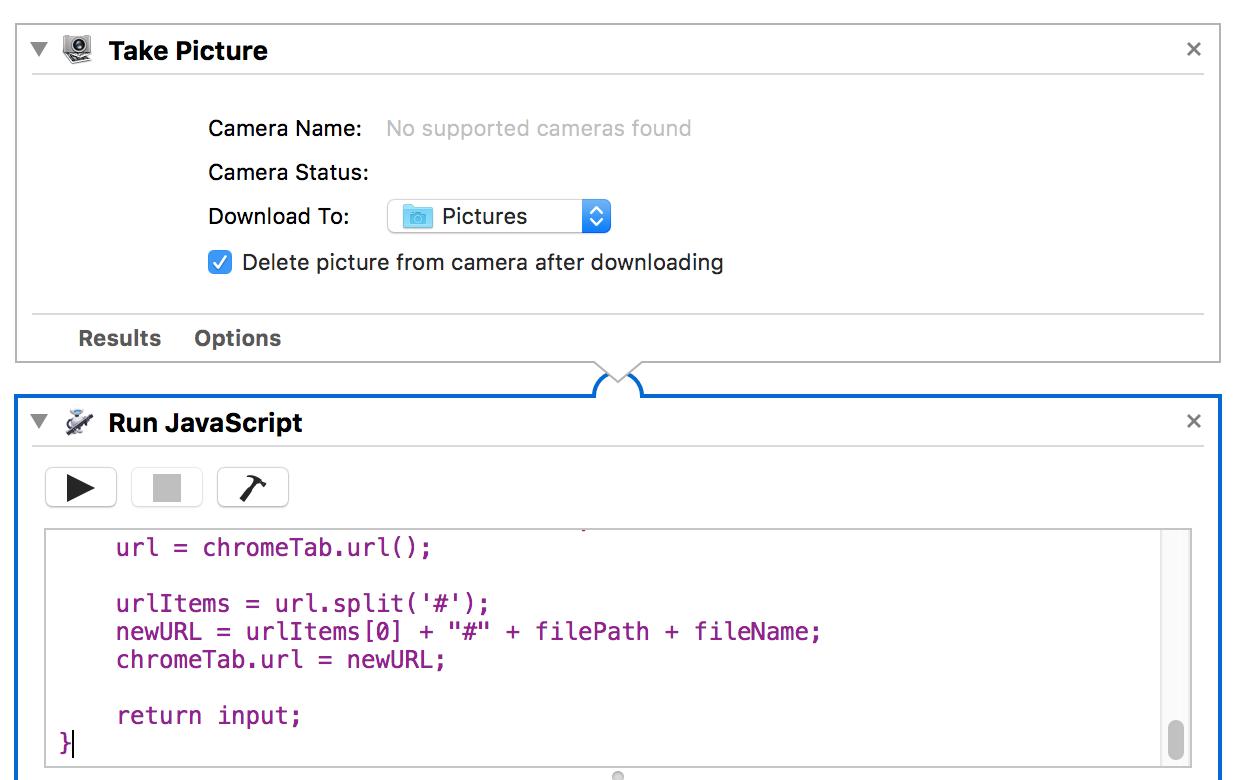 Take Picture
Camera Name: No supported cameras found
Camera Status:
Download To: Pictures
Delete picture from camera after downloading
Results Options
Run JavaScript
url = chromeTab.url();
urlItems = url.split('#');
newURL = urlItems[0] + "#" + filePath + fileName;
chromeTab.url = newURL;
return input;
}